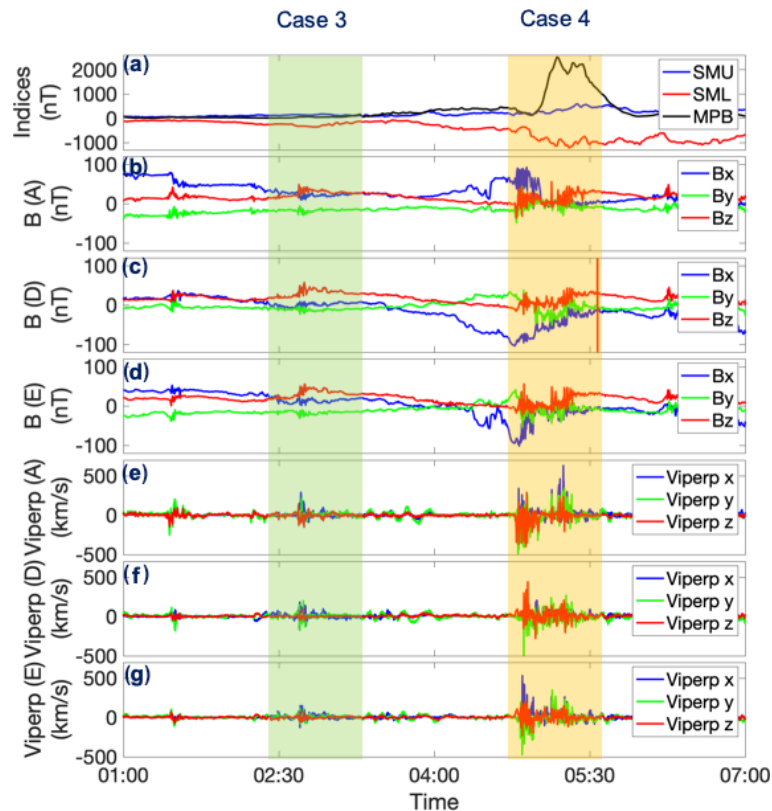 Case 3 Case 4
(a)
Indices
(nT)
2600
1000
-1000
SMU
SML
MPB
(b)
B (A)
(nT)
100
0
-100
Bx
By
Bz
(c)
B (D)
(nT)
100
0
-100
Bx
By
Bz
(d)
B (E)
(nT)
100
0
-100
Bx
By
Bz
(e)
Viperp (A)
(km/s)
500
0
-500
Viperp x
Viperp y
Viperp z
(f)
Viperp (D)
(km/s)
500
0
-500
Viperp x
Viperp y
Viperp z
(g)
Viperp (E)
(km/s)
500
0
-500
Viperp x
Viperp y
Viperp z
01:00 02:30 04:00 05:30 07:00
Time